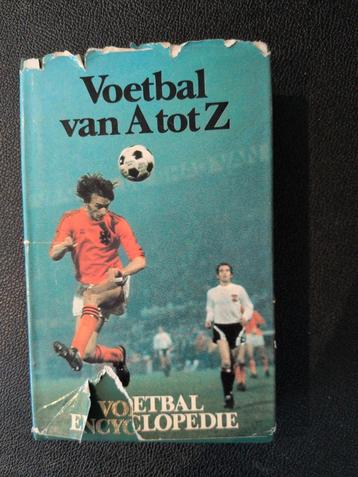 Voetbal
van A tot Z
VOETBAL
ENCYCLOPEDIE